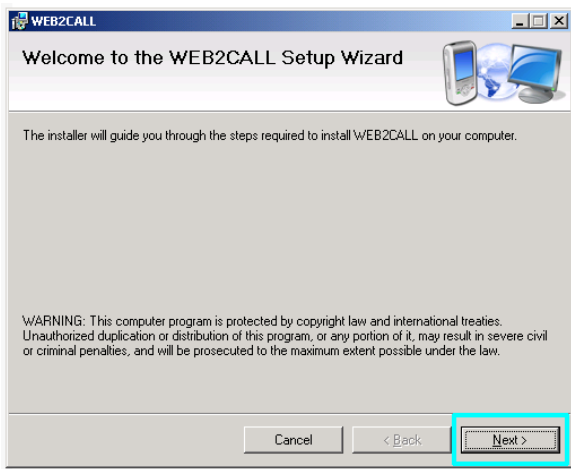 WEB2CALL
Welcome to the WEB2CALL Setup Wizard
The installer will guide you through the steps required to install WEB2CALL on your computer.
WARNING: This computer program is protected by copyright law and international treaties.
Unauthorized duplication or distribution of this program, or any portion of it, may result in severe civil
or criminal penalties, and will be prosecuted to the maximum extent possible under the law.
Cancel < Back Next >